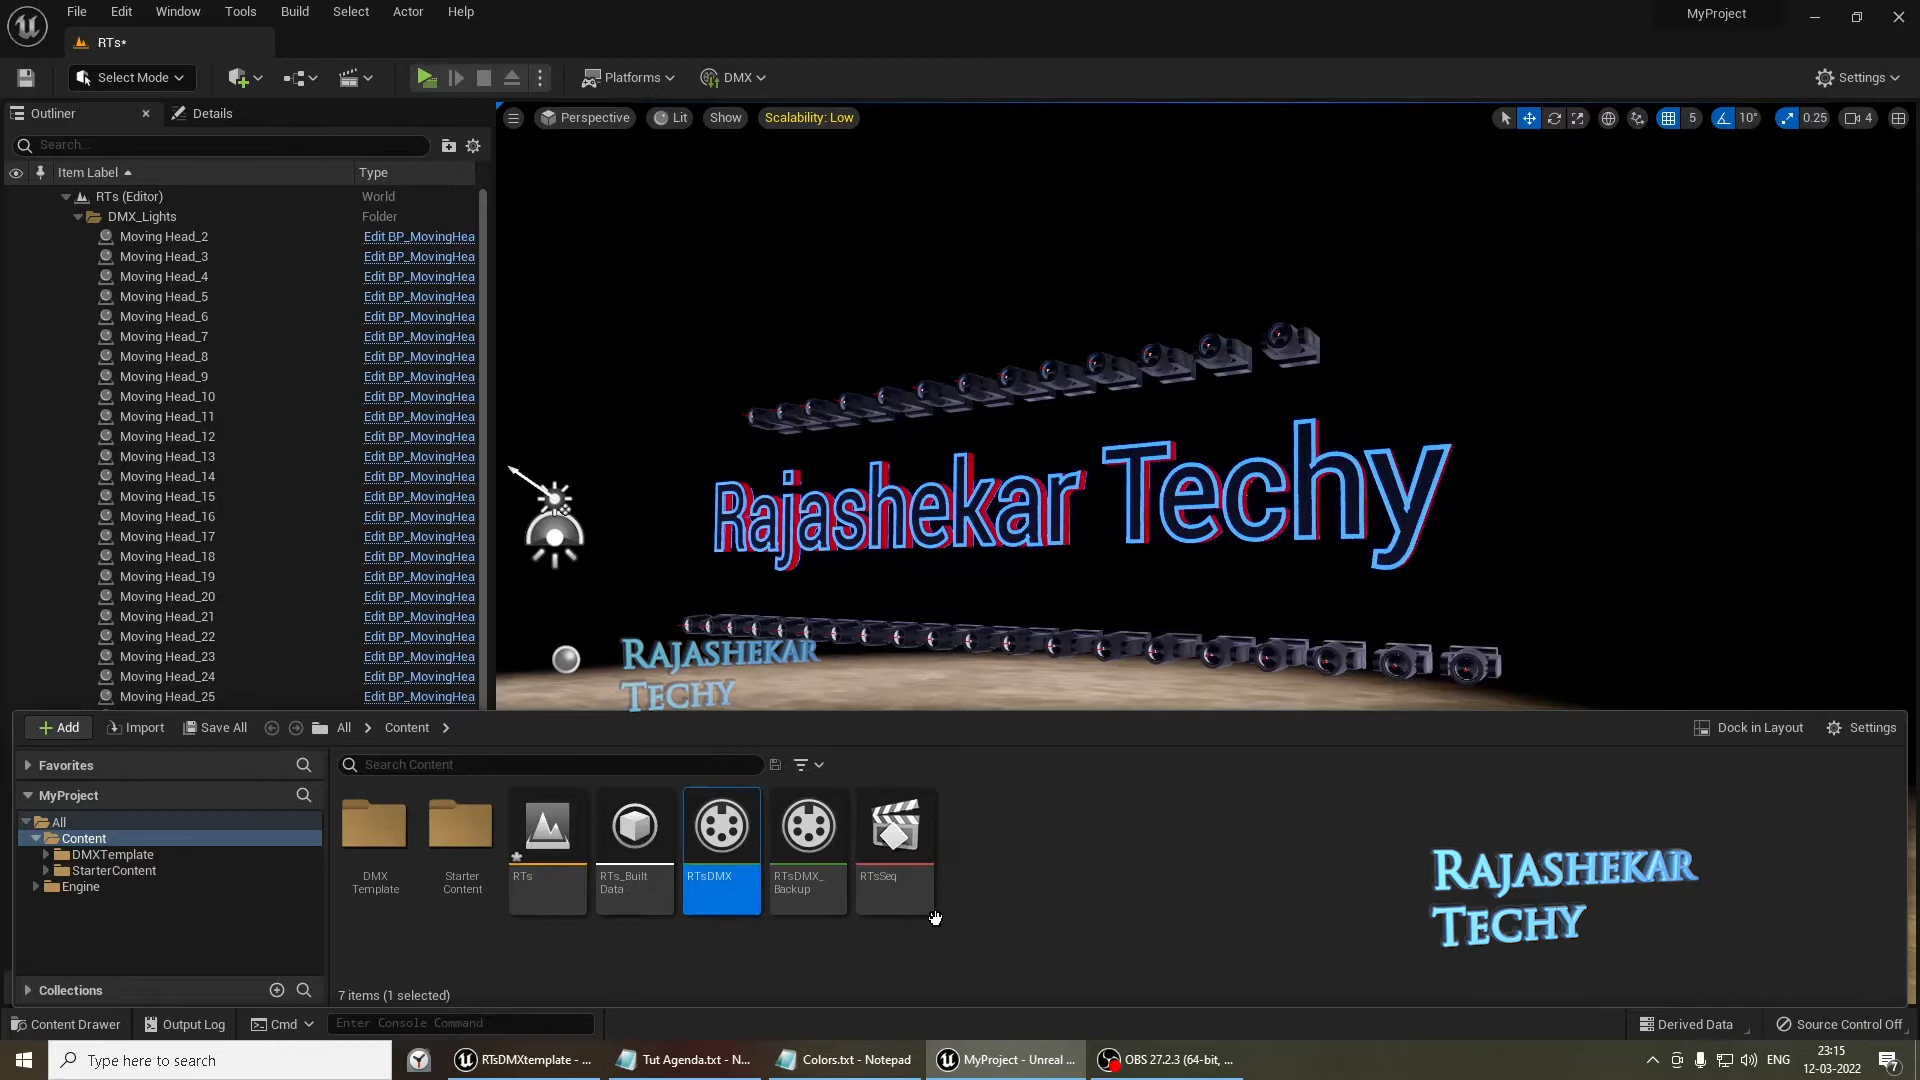 File Edit Window Tools Build Select Actor Help
MyProject
RTs*
Select Mode
Platforms
DMX
Settings
Outliner
Details
Perspective
Lit
Show
Scalability: Low
5
10°
0.25
4
Search...
Item Label
Type
RTs (Editor)
World
DMX_Lights
Folder
Moving Head_2
Edit BP_MovingHea
Moving Head_3
Edit BP_MovingHea
Moving Head_4
Edit BP_MovingHea
Moving Head_5
Edit BP_MovingHea
Moving Head_6
Edit BP_MovingHea
Moving Head_7
Edit BP_MovingHea
Moving Head_8
Edit BP_MovingHea
Moving Head_9
Edit BP_MovingHea
Moving Head_10
Edit BP_MovingHea
Moving Head_11
Edit BP_MovingHea
Moving Head_12
Edit BP_MovingHea
Moving Head_13
Edit BP_MovingHea
Moving Head_14
Edit BP_MovingHea
Moving Head_15
Edit BP_MovingHea
Moving Head_16
Edit BP_MovingHea
Moving Head_17
Edit BP_MovingHea
Moving Head_18
Edit BP_MovingHea
Moving Head_19
Edit BP_MovingHea
Moving Head_20
Edit BP_MovingHea
Moving Head_21
Edit BP_MovingHea
Moving Head_22
Edit BP_MovingHea
Moving Head_23
Edit BP_MovingHea
Moving Head_24
Edit BP_MovingHea
Moving Head_25
Edit BP_MovingHea
Rajashekar Techy
RAJASHEKAR
TECHY
Add
Import
Save All
All
Content
Dock in Layout
Settings
Favorites
MyProject
All
Content
DMXTemplate
StarterContent
Engine
Collections
Search Content
DMX
Template
Starter
Content
RTs
RTs_Built
Data
RTsDMX
RTsDMX_
Backup
RTsSeq
7 items (1 selected)
RAJASHEKAR
TECHY
Content Drawer
Output Log
Cmd
Enter Console Command
Derived Data
Source Control Off
Type here to search
RTsDMXtemplate - ...
Tut Agenda.txt - N...
Colors.txt - Notepad
MyProject - Unreal ...
OBS 27.2.3 (64-bit, ...
ENG
23:15
12-03-2022
7